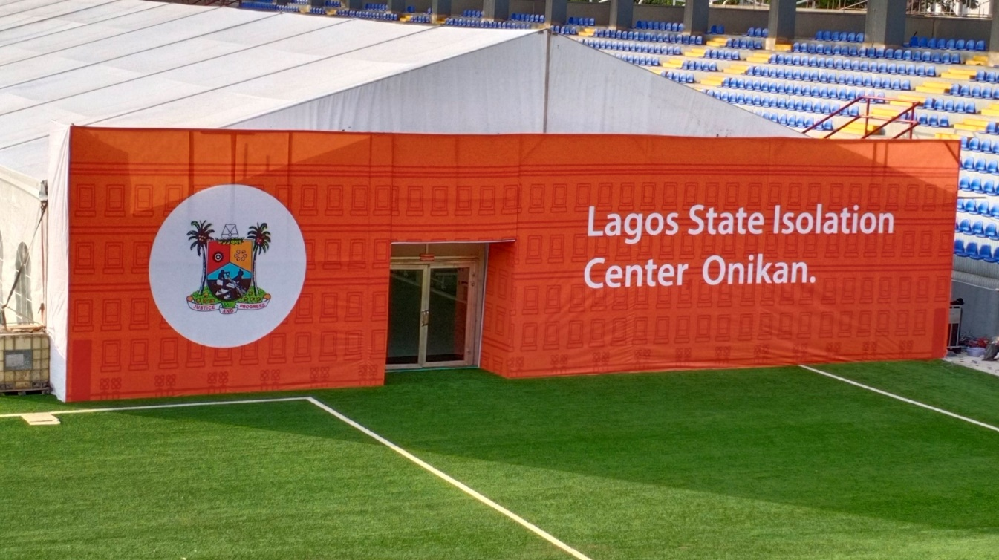 JUSTICE AND PROGRESS
Lagos State Isolation
Center Onikan.